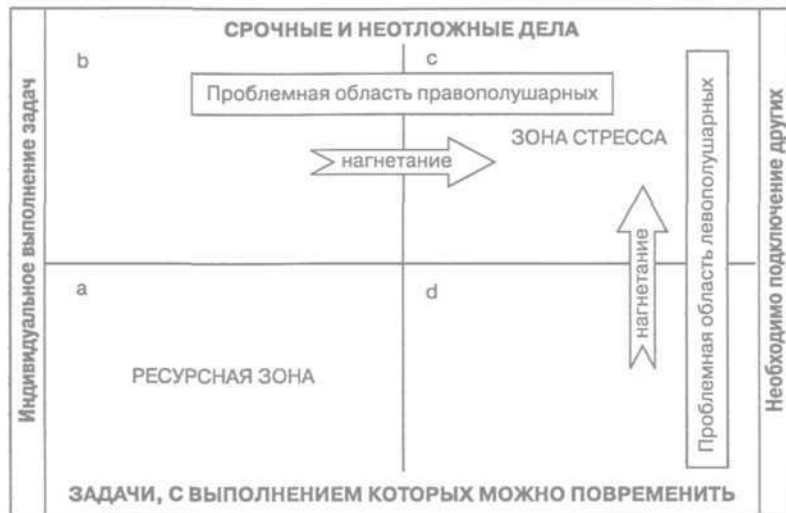 СРОЧНЫЕ И НЕОТЛОЖНЫЕ ДЕЛА
Индивидуальное выполнение задач
b
c
Проблемная область правополушарных
ЗОНА СТРЕССА
нагнетание
нагнетание
Проблемная область левополушарных
Необходимо подключение других
a
d
РЕСУРСНАЯ ЗОНА
ЗАДАЧИ, С ВЫПОЛНЕНИЕМ КОТОРЫХ МОЖНО ПОВРЕМЕНИТЬ